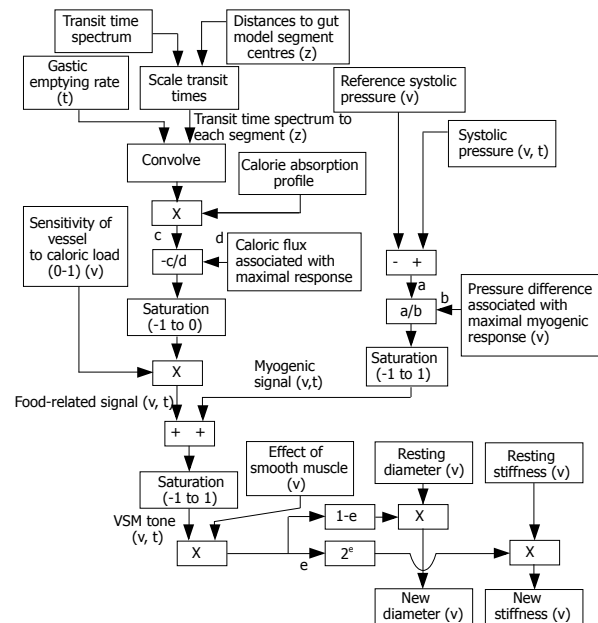 Transit time
spectrum
Distances to gut
model segment
centres (z)
Gastic
emptying rate
(t)
Scale transit
times
Reference systolic
pressure (v)
Transit time spectrum to
each segment (z)
Systolic
pressure (v, t)
Convolve
Calorie absorption
profile
X
Sensitivity of
vessel
to caloric load
(0-1) (v)
c
d
-c/d
Caloric flux
associated with
maximal response
- +
a
b
a/b
Pressure difference
associated with
maximal myogenic
response (v)
Saturation
(-1 to 0)
Saturation
(-1 to 1)
X
Myogenic
signal (v,t)
Food-related signal (v, t)
+ +
Saturation
(-1 to 1)
Effect of
smooth muscle
(v)
Resting
diameter (v)
Resting
stiffness (v)
VSM tone
(v, t)
X
1-e
X
e
2ᵉ
X
New
diameter (v)
New
stiffness (v)